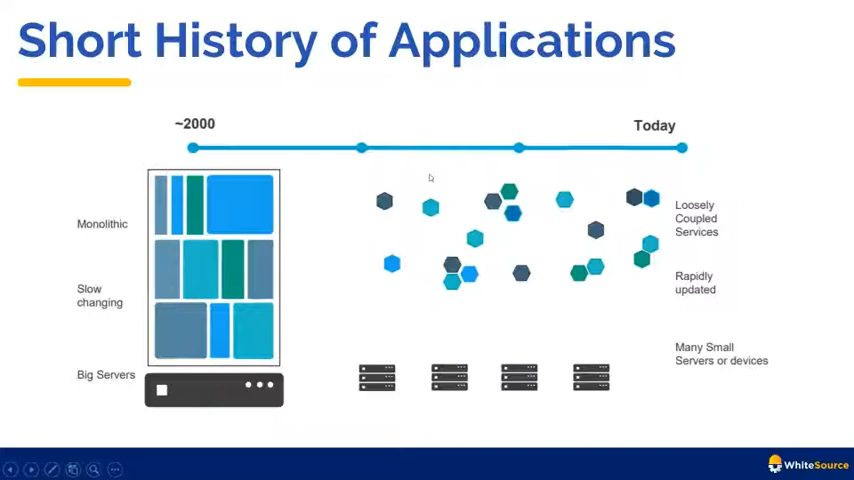 Short History of Applications
~2000
Today
Monolithic
Slow
changing
Big Servers
Loosely
Coupled
Services
Rapidly
updated
Many Small
Servers or devices
WhiteSource